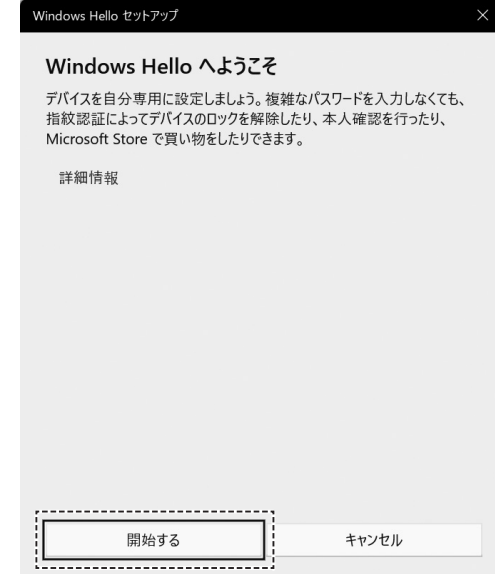 Windows Hello セットアップ
Windows Hello へようこそ
デバイスを自分専用に設定しましょう。複雑なパスワードを入力しなくても、
指紋認証によってデバイスのロックを解除したり、本人確認を行ったり、
Microsoft Store で買い物をしたりできます。
詳細情報
開始する
キャンセル